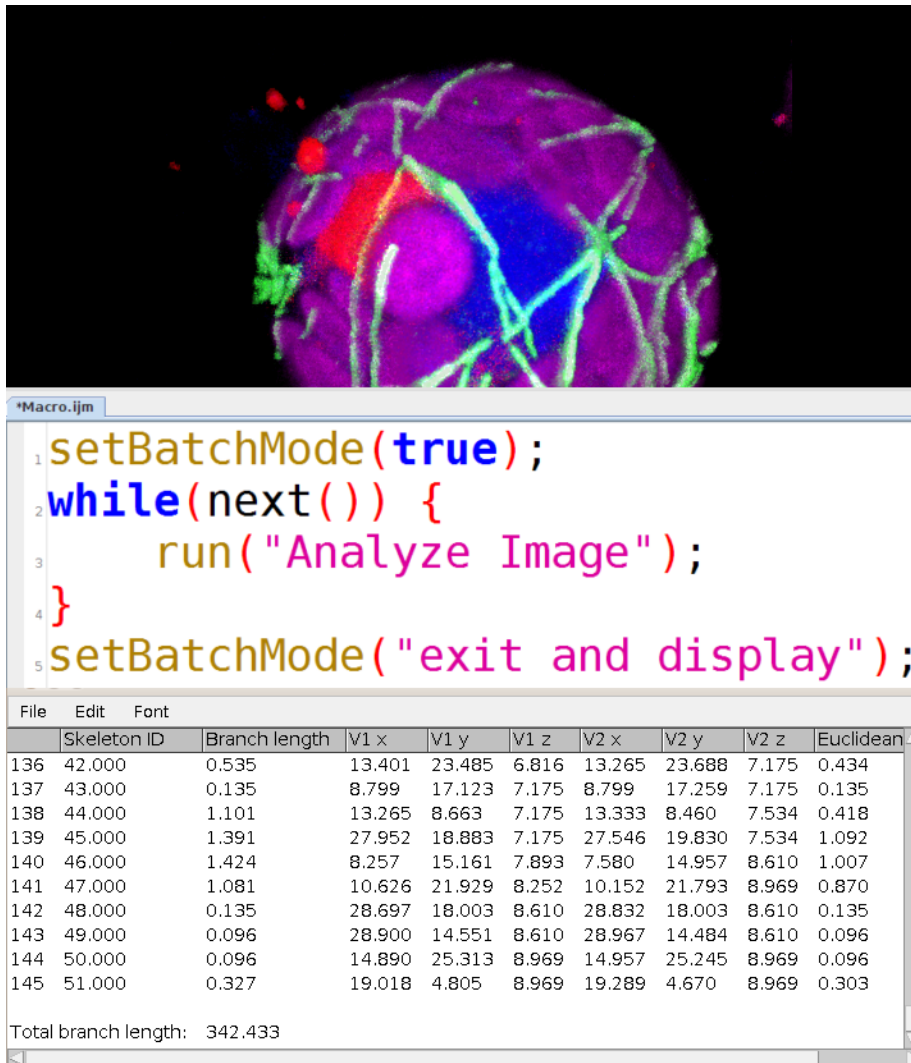 *Macro.ijm
1 setBatchMode(true);
2 while(next()) {
3 run("Analyze Image");
4 }
5 setBatchMode("exit and display");
File Edit Font
Skeleton ID Branch length V1 x V1 y V1 z V2 x V2 y V2 z Euclidean
136 42.000 0.535 13.401 23.485 6.816 13.265 23.688 7.175 0.434
137 43.000 0.135 8.799 17.123 7.175 8.799 17.259 7.175 0.135
138 44.000 1.101 13.265 8.663 7.175 13.333 8.460 7.534 0.418
139 45.000 1.391 27.952 18.883 7.175 27.546 19.830 7.534 1.092
140 46.000 1.424 8.257 15.161 7.893 7.580 14.957 8.610 1.007
141 47.000 1.081 10.626 21.929 8.252 10.152 21.793 8.969 0.870
142 48.000 0.135 28.697 18.003 8.610 28.832 18.003 8.610 0.135
143 49.000 0.096 28.900 14.551 8.610 28.967 14.484 8.610 0.096
144 50.000 0.096 14.890 25.313 8.969 14.957 25.245 8.969 0.096
145 51.000 0.327 19.018 4.805 8.969 19.289 4.670 8.969 0.303
Total branch length: 342.433